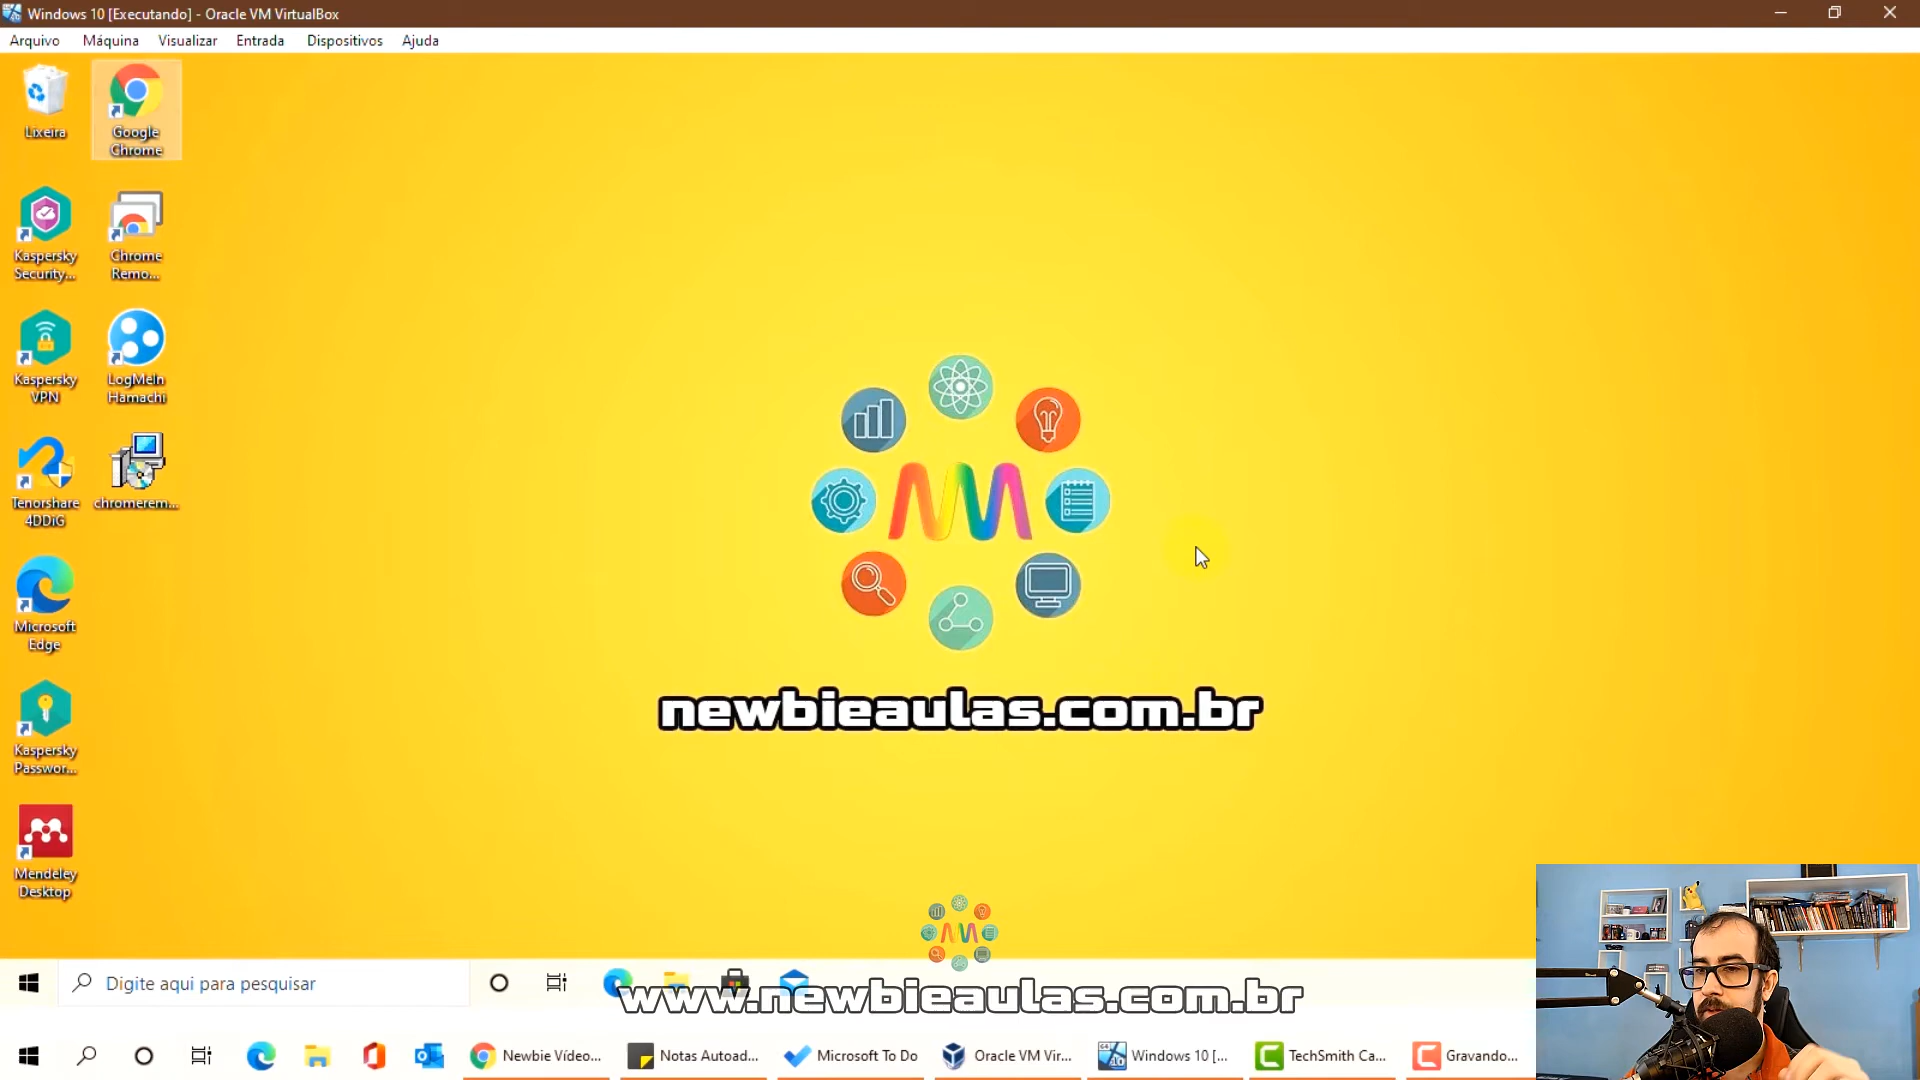 Windows 10 [Executando] - Oracle VM VirtualBox
Arquivo Máquina Visualizar Entrada Dispositivos Ajuda
Lixeira
Google
Chrome
Kaspersky
Security...
Chrome
Remo...
Kaspersky
VPN
LogMeIn
Hamachi
Tenorshare
4DDiG
chromerem...
Microsoft
Edge
Kaspersky
Passwor...
Mendeley
Desktop
newbieaulas.com.br
Digite aqui para pesquisar
www.newbieaulas.com.br
Newbie Vídeo... Notas Autoad... Microsoft To Do Oracle VM Vir... Windows 10 [... TechSmith Ca... Gravando...